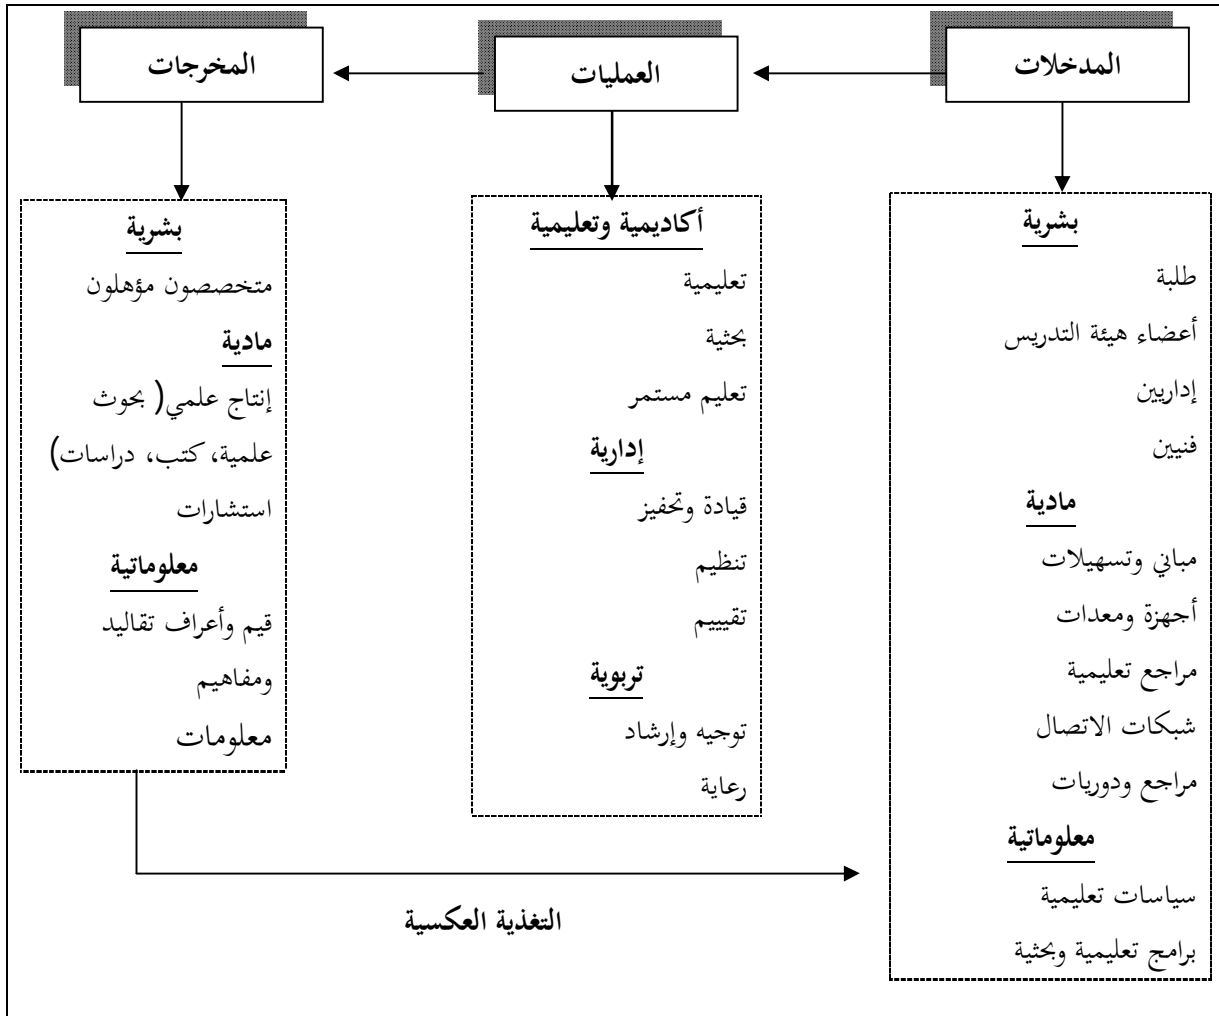 المدخلات
العمليات
المخرجات
بشرية
طلبة
أعضاء هيئة التدريس
إداريين
فنيين
مادية
مباني وتسهيلات
أجهزة ومعدات
مراجع تعليمية
شبكات الاتصال
مراجع ودوريات
معلوماتية
سياسات تعليمية
برامج تعليمية وبحثية
أكاديمية وتعليمية
تعليمية
بحثية
تعليم مستمر
إدارية
قيادة وتحفيز
تنظيم
تقيييم
تربوية
توجيه وإرشاد
رعاية
بشرية
متخصصون مؤهلون
مادية
إنتاج علمي( بحوث
علمية، كتب، دراسات)
استشارات
معلوماتية
قيم وأعراف تقاليد
ومفاهيم
معلومات
التغذية العكسية